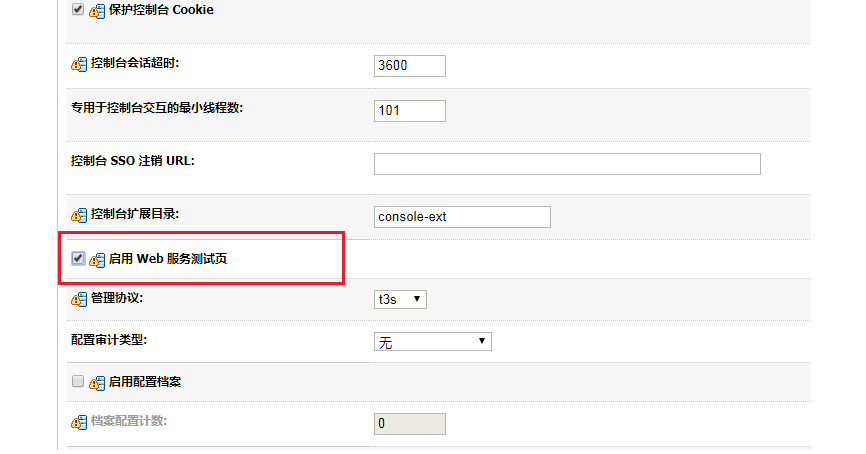 保护控制台 Cookie
控制台会话超时:
3600
专用于控制台交互的最小线程数:
101
控制台 SSO 注销 URL:
控制台扩展目录:
console-ext
启用 Web 服务测试页
管理协议:
t3s
配置审计类型:
无
启用配置档案
档案配置计数:
0